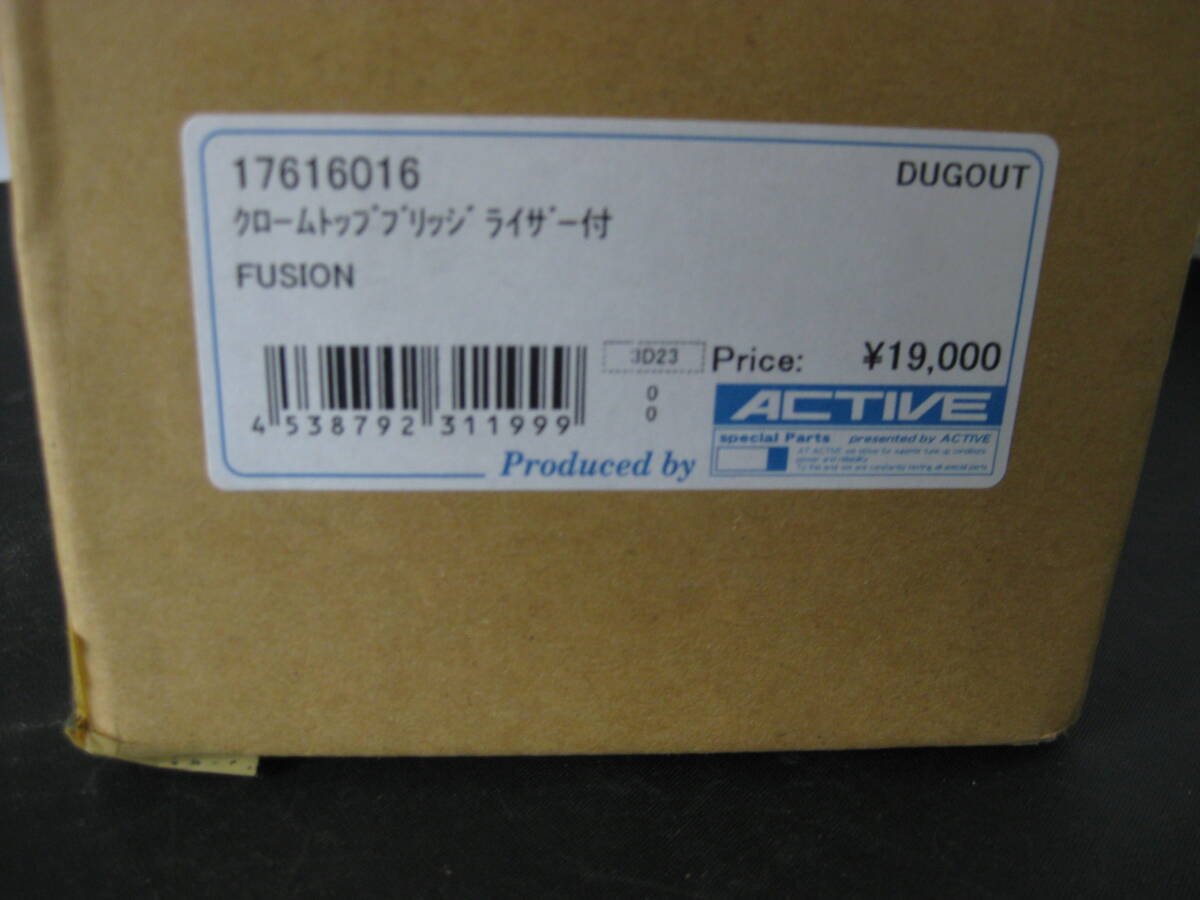 17616016
DUGOUT
ｸﾛｰﾑﾄｯﾌﾟﾌﾞﾘｯｼﾞ ﾗｲｻﾞｰ付
FUSION
4 538792 311999
3D23
0
0
Price: ¥19,000
ACTIVE
special Parts presented by ACTIVE
Produced by